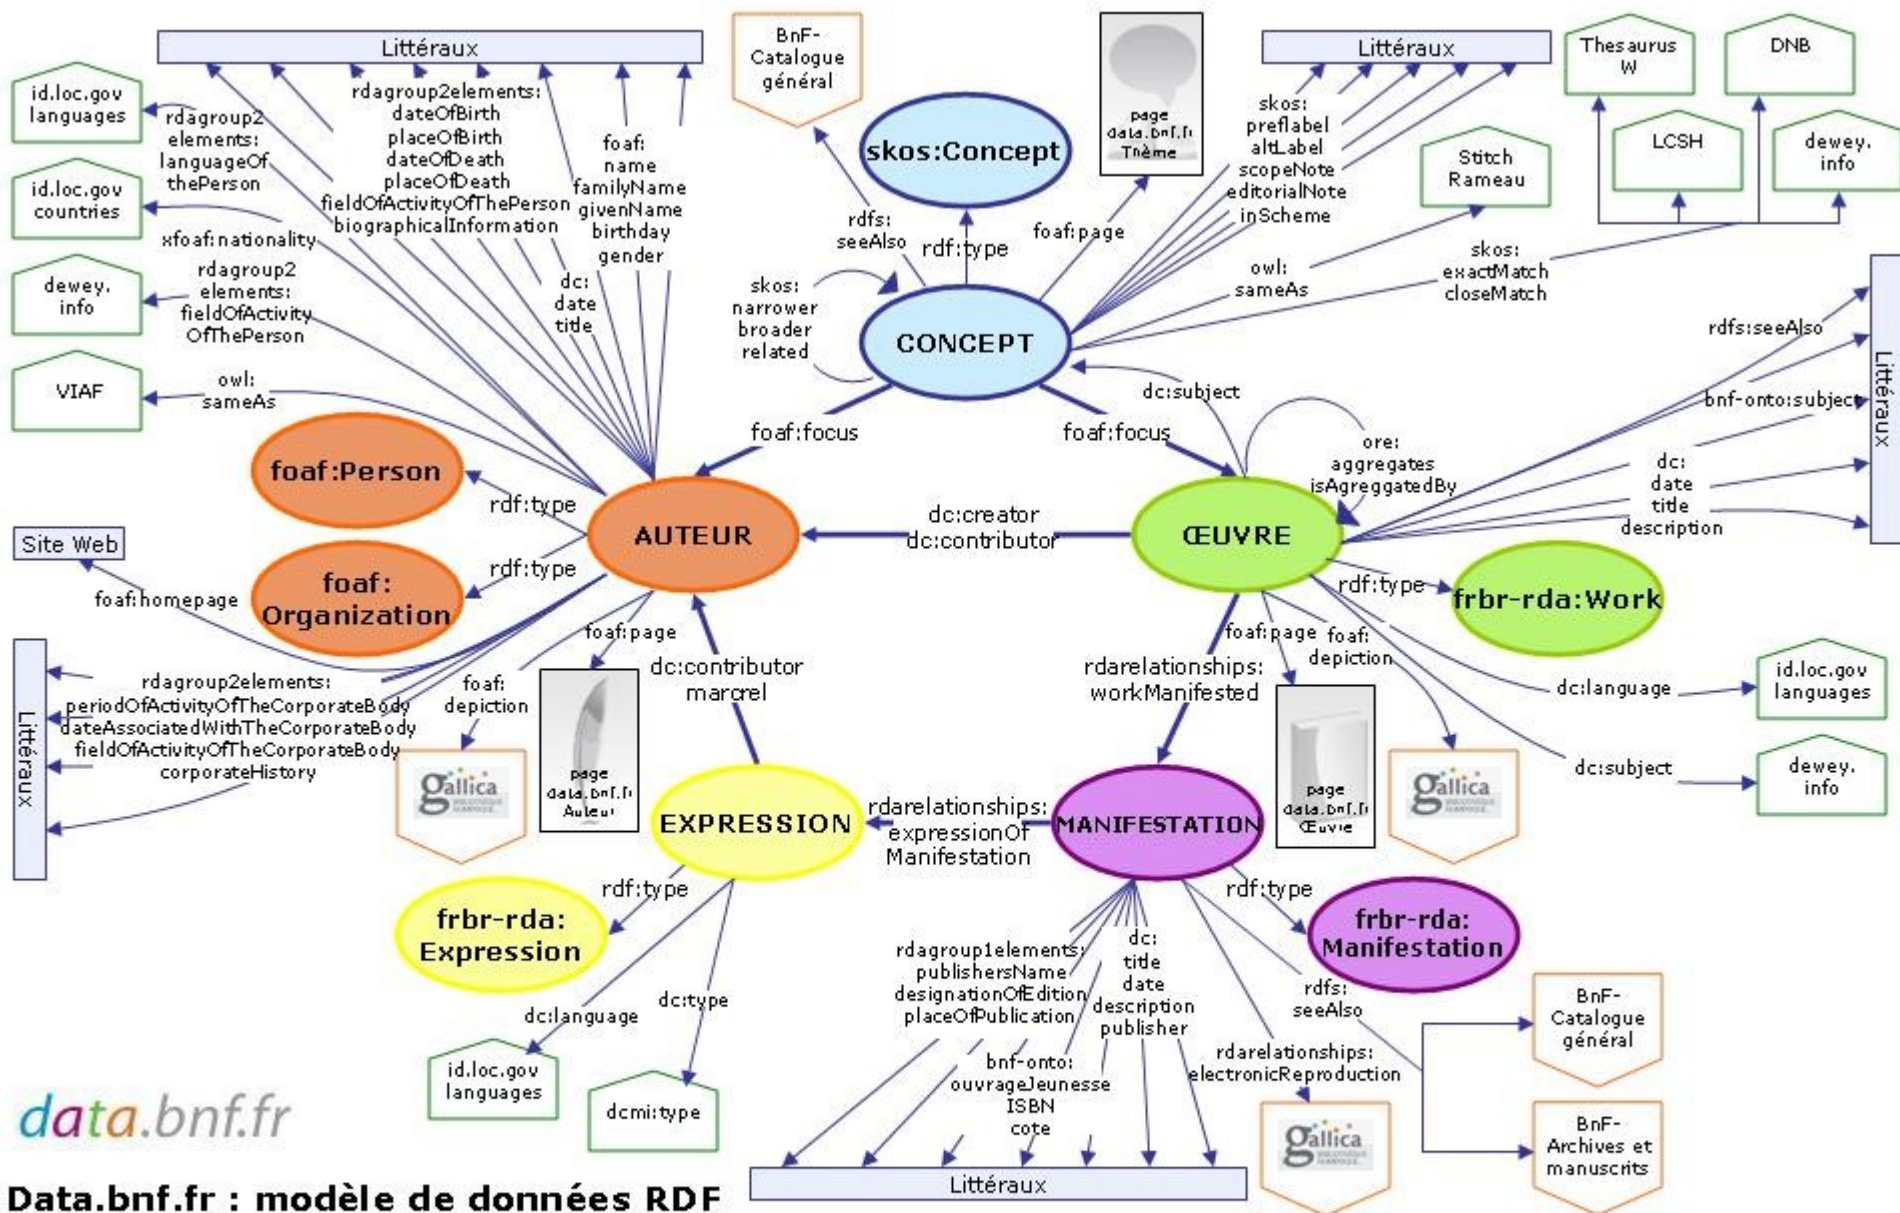 Littéraux
BnF-
Catalogue
général
page
data.bnf.fr
Thème
Littéraux
Thesaurus
W
DNB
id.loc.gov
languages
rdagroup2
elements:
languageOf
thePerson
rdagroup2elements:
dateOfBirth
placeOfBirth
dateOfDeath
placeOfDeath
fieldOfActivityOfThePerson
biographicalInformation
foaf:
name
familyName
givenName
birthday
gender
skos:Concept
skos:
preflabel
altLabel
scopeNote
editorialNote
inScheme
Stitch
Rameau
LCSH
dewey.
info
id.loc.gov
countries
xfoaf:nationality
rdfs:
seeAlso
rdf:type
foaf:page
owl:
sameAs
skos:
exactMatch
closeMatch
dewey.
info
rdagroup2
elements:
fieldOfActivity
OfThePerson
dc:
date
title
skos:
narrower
broader
related
CONCEPT
rdfs:seeAlso
Littéraux
VIAF
owl:
sameAs
dc:subject
bnf-onto:subject
foaf:focus
foaf:focus
ore:
aggregates
isAgreggatedBy
dc:
date
title
description
foaf:Person
rdf:type
AUTEUR
dc:creator
dc:contributor
ŒUVRE
Site Web
foaf:
Organization
rdf:type
foaf:homepage
rdf:type
frbr-rda:Work
foaf:page
dc:contributor
marcrel
rdarelationships:
workManifested
foaf:page
foaf:
depiction
id.loc.gov
languages
dc:language
Littéraux
rdagroup2elements:
periodOfActivityOfTheCorporateBody
dateAssociatedWithTheCorporateBody
fieldOfActivityOfTheCorporateBody
corporateHistory
foaf:
depiction
gallica
page
data.bnf.fr
Auteur
EXPRESSION
rdarelationships:
expressionOf
Manifestation
MANIFESTATION
page
data.bnf.fr
Œuvre
gallica
dc:subject
dewey.
info
rdf:type
frbr-rda:
Expression
rdf:type
frbr-rda:
Manifestation
dc:language
dc:type
rdagroup1elements:
publishersName
designationOfEdition
placeOfPublication
dc:
title
date
description
publisher
rdfs:
seeAlso
BnF-
Catalogue
général
id.loc.gov
languages
dcmi:type
bnf-onto:
ouvrageJeunesse
ISBN
cote
rdarelationships:
electronicReproduction
gallica
BnF-
Archives et
manuscrits
Littéraux
data.bnf.fr
Data.bnf.fr : modèle de données RDF